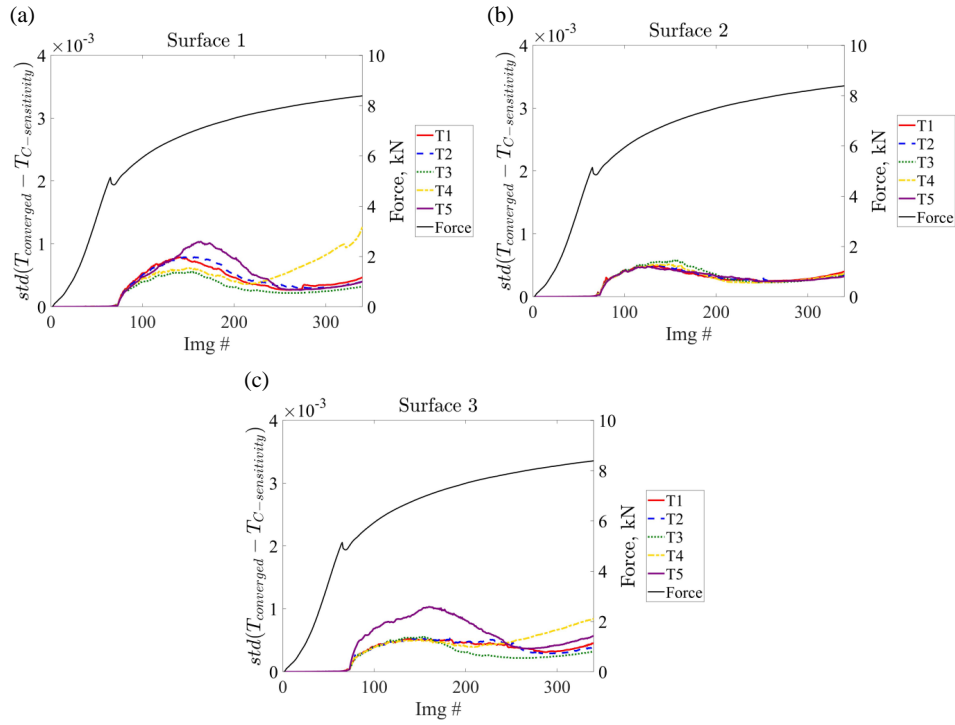 (a)
Surface 1
×10⁻³
std(T_converged − T_C−sensitivity)
4
3
2
1
0
10
8
6
4
2
0
Force, kN
0 100 200 300
Img #
T1
T2
T3
T4
T5
Force
(b)
Surface 2
×10⁻³
std(T_converged − T_C−sensitivity)
4
3
2
1
0
10
8
6
4
2
0
Force, kN
0 100 200 300
Img #
T1
T2
T3
T4
T5
Force
(c)
Surface 3
×10⁻³
std(T_converged − T_C−sensitivity)
4
3
2
1
0
10
8
6
4
2
0
Force, kN
0 100 200 300
Img #
T1
T2
T3
T4
T5
Force